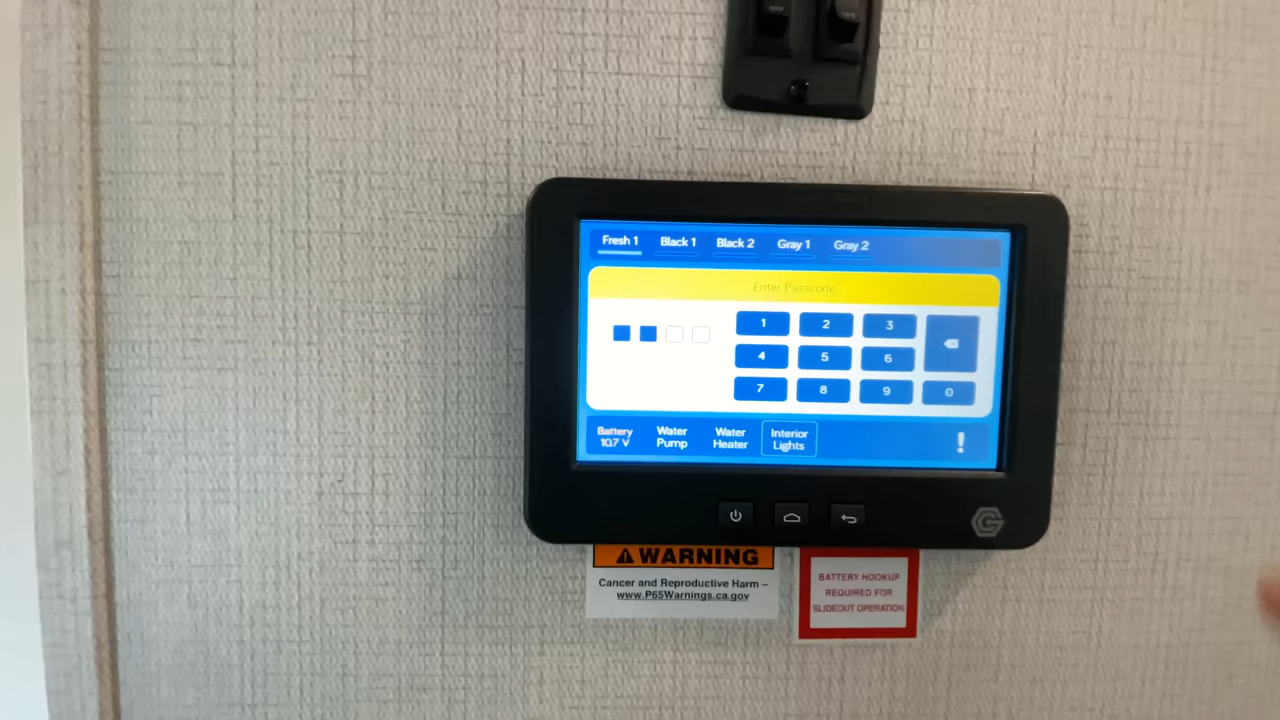 Fresh 1 Black 1 Black 2 Gray 1 Gray 2
Enter Passcode
1 2 3
4 5 6
7 8 9 0
Battery 10.7 V
Water Pump
Water Heater
Interior Lights
!
WARNING
Cancer and Reproductive Harm –
www.P65Warnings.ca.gov
BATTERY HOOKUP
REQUIRED FOR
SLIDEOUT OPERATION